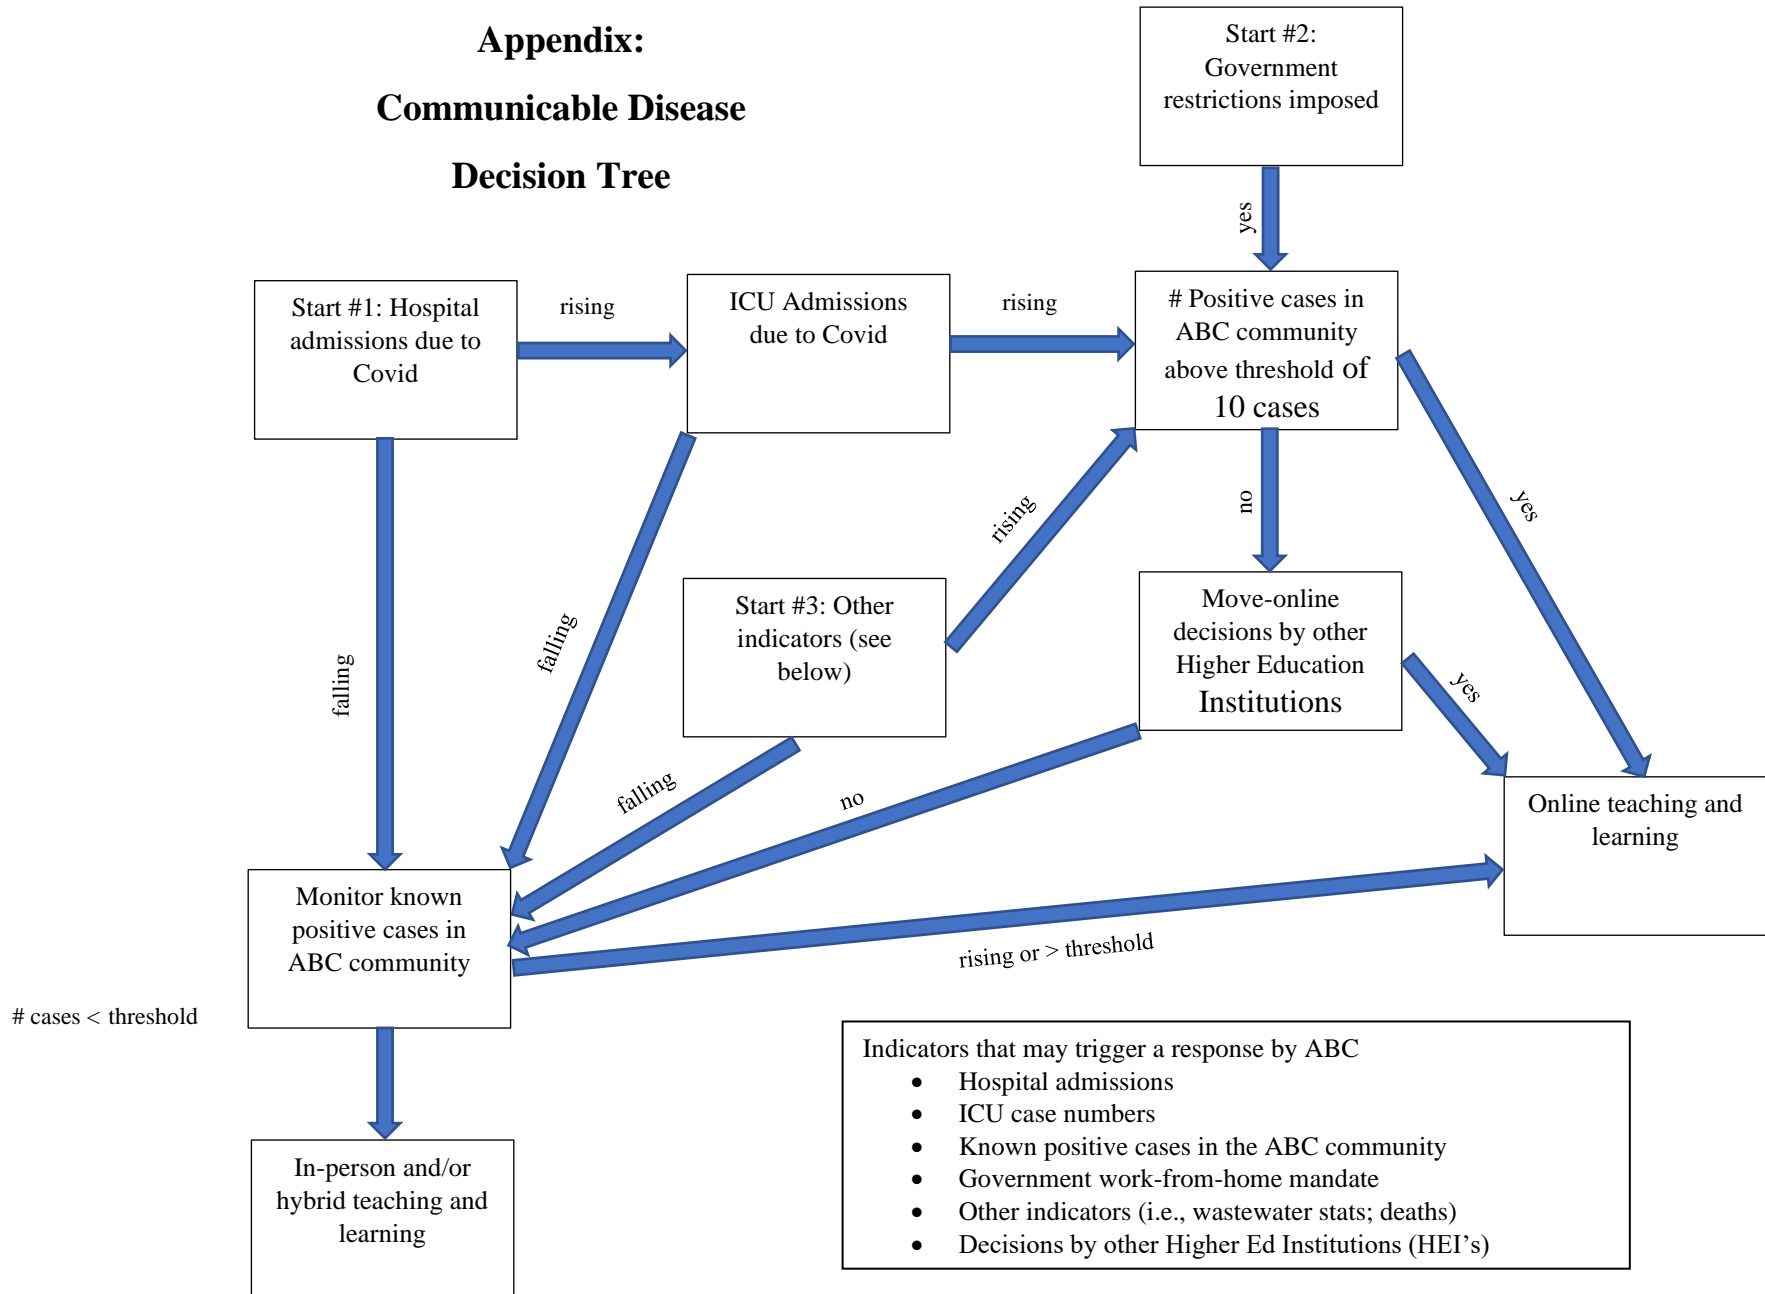 Appendix:
Communicable Disease
Decision Tree
Start #2:
Government
restrictions imposed
yes
Start #1: Hospital
admissions due to
Covid
rising
ICU Admissions
due to Covid
rising
# Positive cases in
ABC community
above threshold of
10 cases
falling
falling
rising
no
yes
Start #3: Other
indicators (see
below)
Move-online
decisions by other
Higher Education
Institutions
yes
falling
no
Online teaching and
learning
Monitor known
positive cases in
ABC community
rising or > threshold
# cases < threshold
In-person and/or
hybrid teaching and
learning
Indicators that may trigger a response by ABC
• Hospital admissions
• ICU case numbers
• Known positive cases in the ABC community
• Government work-from-home mandate
• Other indicators (i.e., wastewater stats; deaths)
• Decisions by other Higher Ed Institutions (HEI’s)